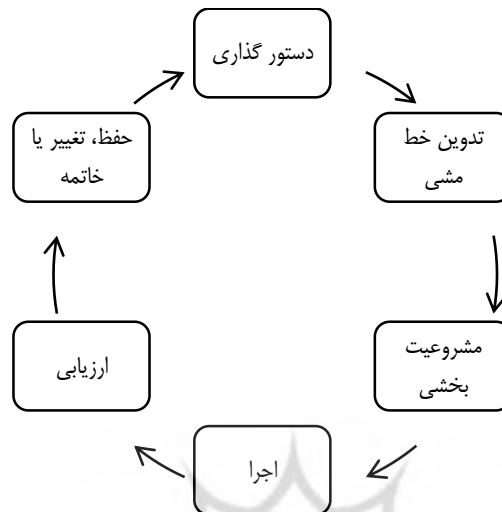 دستور گذاری
تدوین خط
مشی
مشروعیت
بخشی
اجرا
ارزیابی
حفظ، تغییر یا
خاتمه